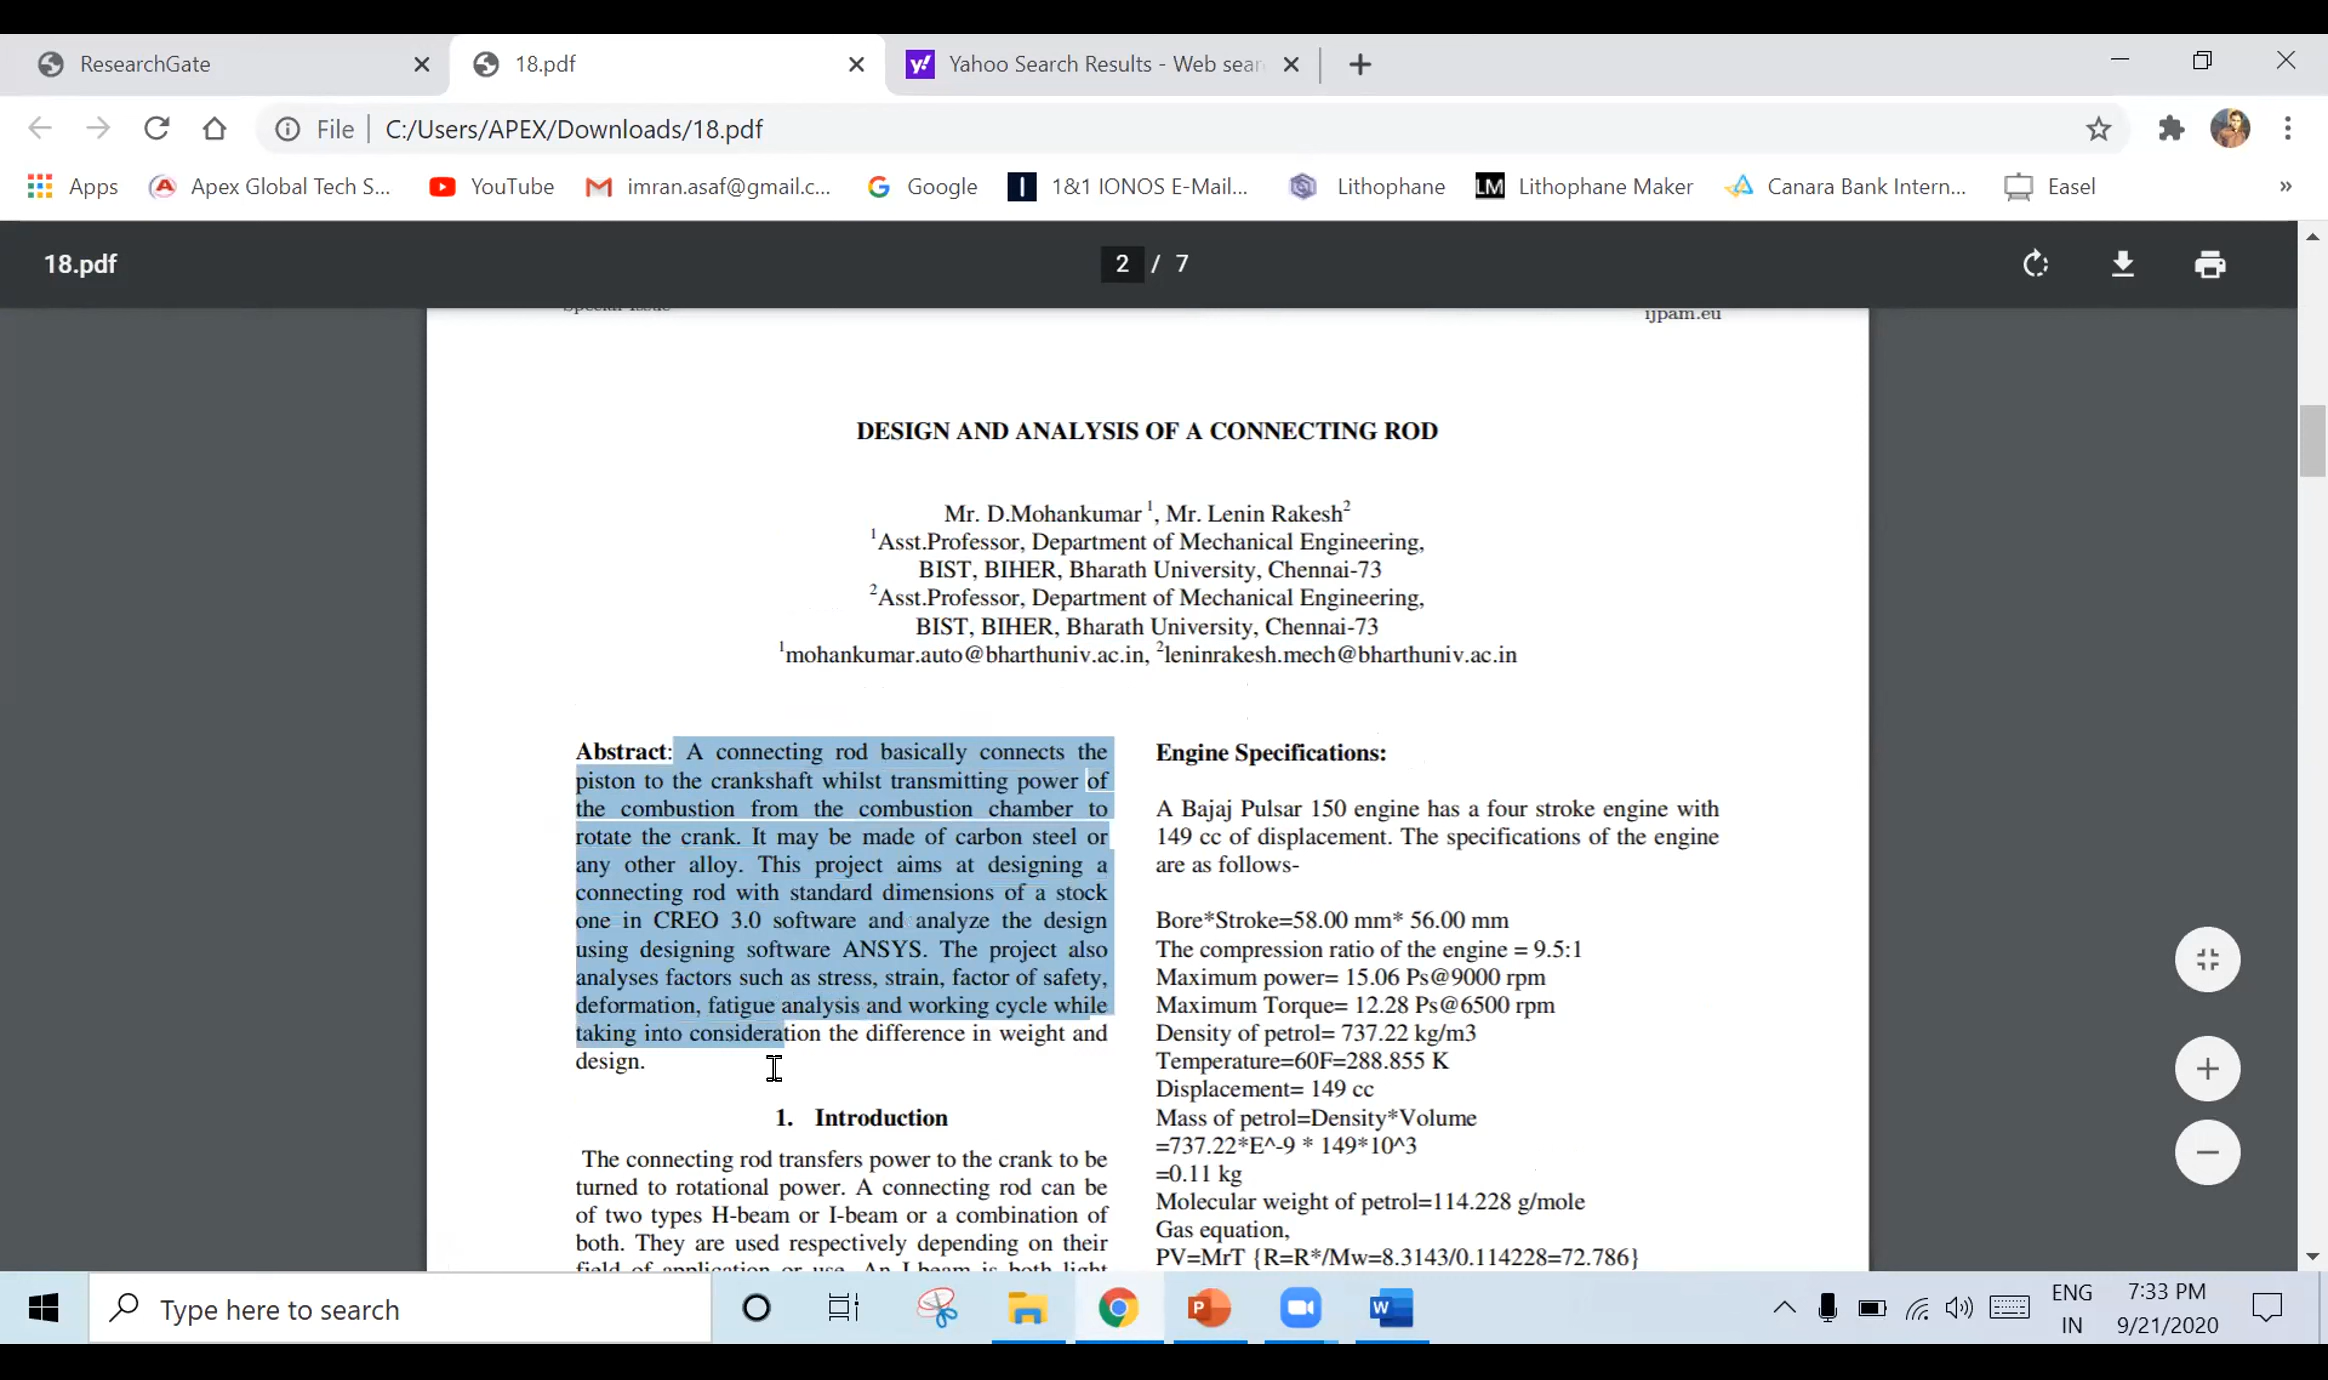 ResearchGate
18.pdf
Yahoo Search Results - Web sear
File
C:/Users/APEX/Downloads/18.pdf
Apps
Apex Global Tech S...
YouTube
imran.asaf@gmail.c...
Google
1&1 IONOS E-Mail...
Lithophane
LM
Lithophane Maker
Canara Bank Intern...
Easel
»
18.pdf
2 / 7
Special Issue
ijpam.eu
DESIGN AND ANALYSIS OF A CONNECTING ROD
Mr. D.Mohankumar 1, Mr. Lenin Rakesh2
1Asst.Professor, Department of Mechanical Engineering,
BIST, BIHER, Bharath University, Chennai-73
2Asst.Professor, Department of Mechanical Engineering,
BIST, BIHER, Bharath University, Chennai-73
1mohankumar.auto@bharthuniv.ac.in, 2leninrakesh.mech@bharthuniv.ac.in
Abstract: A connecting rod basically connects the
piston to the crankshaft whilst transmitting power of
the combustion from the combustion chamber to
rotate the crank. It may be made of carbon steel or
any other alloy. This project aims at designing a
connecting rod with standard dimensions of a stock
one in CREO 3.0 software and analyze the design
using designing software ANSYS. The project also
analyses factors such as stress, strain, factor of safety,
deformation, fatigue analysis and working cycle while
taking into consideration the difference in weight and
design.
1. Introduction
The connecting rod transfers power to the crank to be
turned to rotational power. A connecting rod can be
of two types H-beam or I-beam or a combination of
both. They are used respectively depending on their
field of application or use. An I-beam is both light
Engine Specifications:
A Bajaj Pulsar 150 engine has a four stroke engine with
149 cc of displacement. The specifications of the engine
are as follows-
Bore*Stroke=58.00 mm* 56.00 mm
The compression ratio of the engine = 9.5:1
Maximum power= 15.06 Ps@9000 rpm
Maximum Torque= 12.28 Ps@6500 rpm
Density of petrol= 737.22 kg/m3
Temperature=60F=288.855 K
Displacement= 149 cc
Mass of petrol=Density*Volume
=737.22*E^-9 * 149*10^3
=0.11 kg
Molecular weight of petrol=114.228 g/mole
Gas equation,
PV=MrT {R=R*/Mw=8.3143/0.114228=72.786}
Type here to search
ENG
IN
7:33 PM
9/21/2020